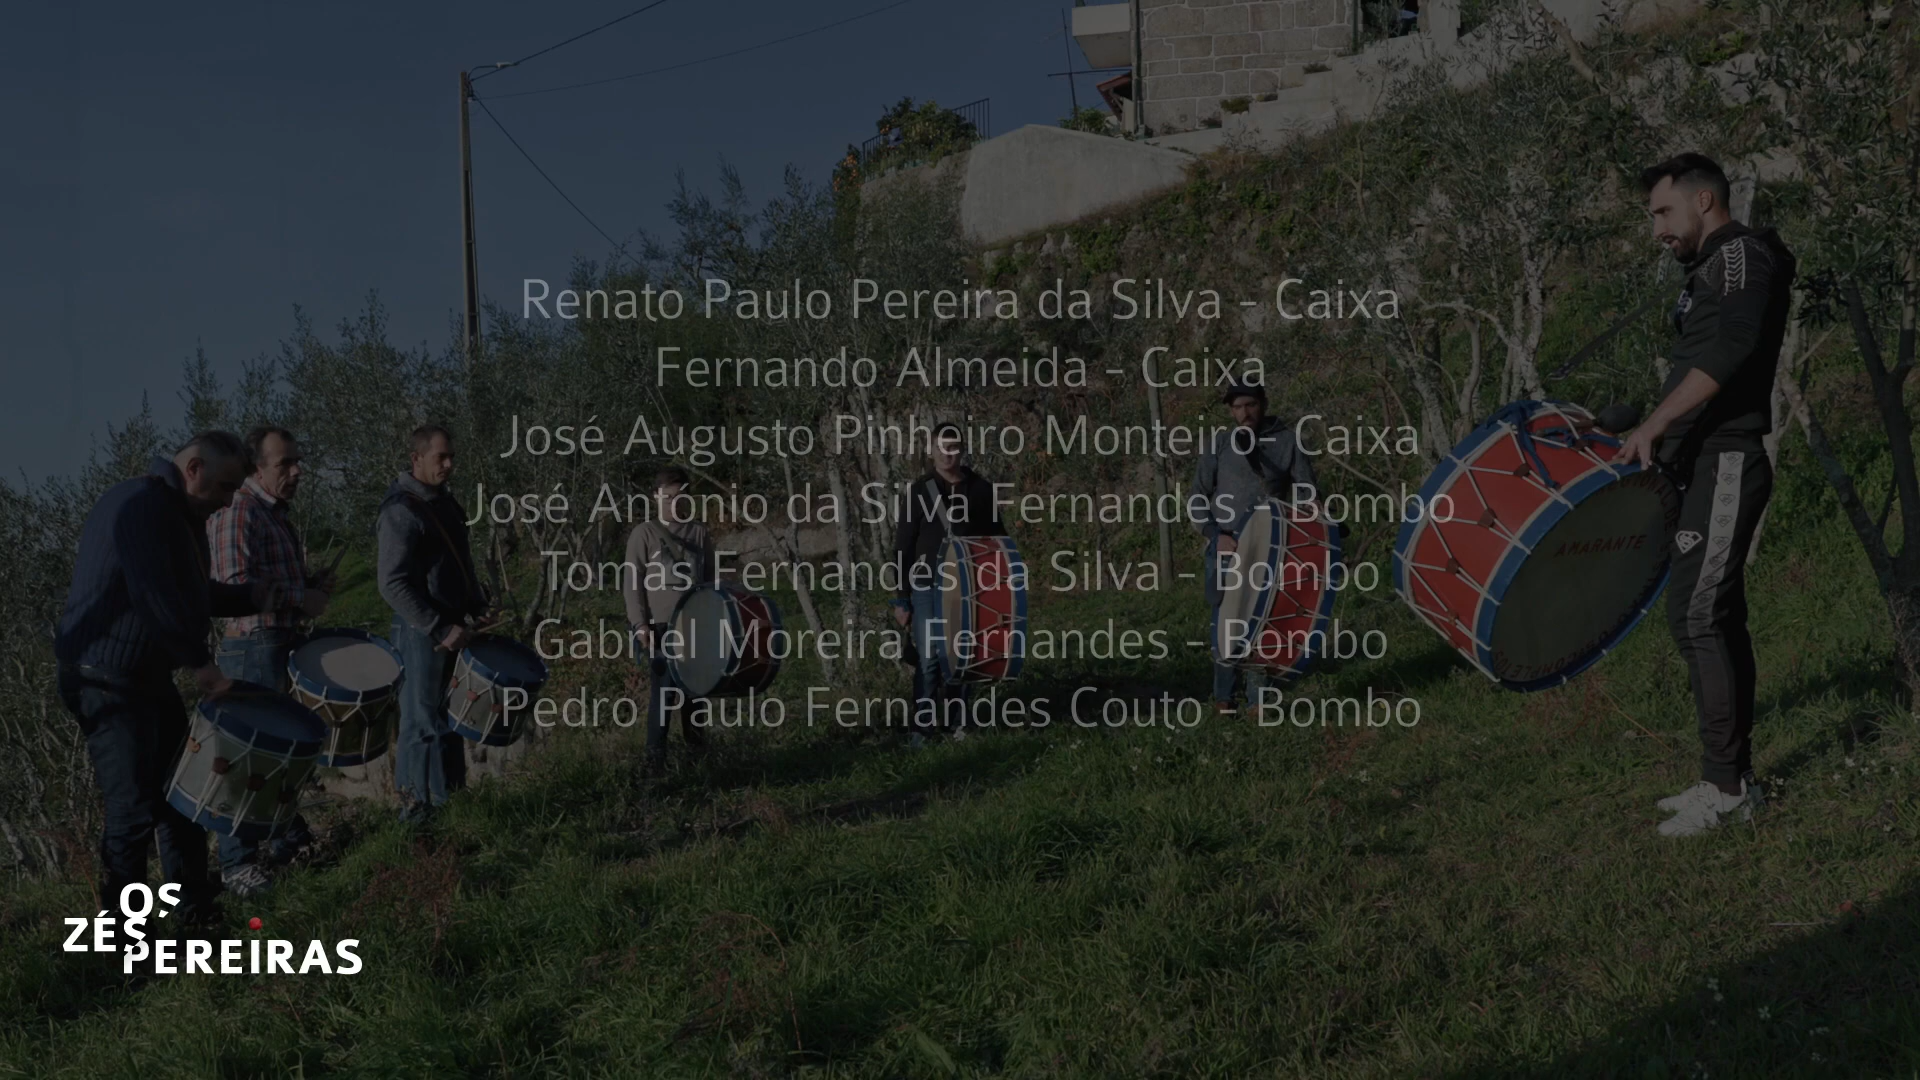 Renato Paulo Pereira da Silva - Caixa
Fernando Almeida - Caixa
José Augusto Pinheiro Monteiro- Caixa
José António da Silva Fernandes - Bombo
Tomás Fernandes da Silva - Bombo
Gabriel Moreira Fernandes - Bombo
Pedro Paulo Fernandes Couto - Bombo
AMARANTE
OS
ZÉS
PEREIRAS